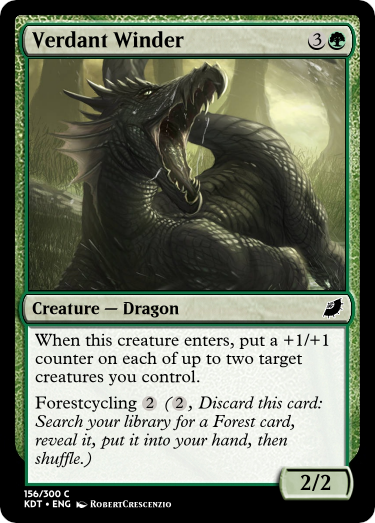 Verdant Winder 3
Creature — Dragon
When this creature enters, put a +1/+1
counter on each of up to two target
creatures you control.
Forestcycling 2 (2, Discard this card:
Search your library for a Forest card,
reveal it, put it into your hand, then
shuffle.)
2/2
156/300 C
KDT • ENG RobertCrescenzio